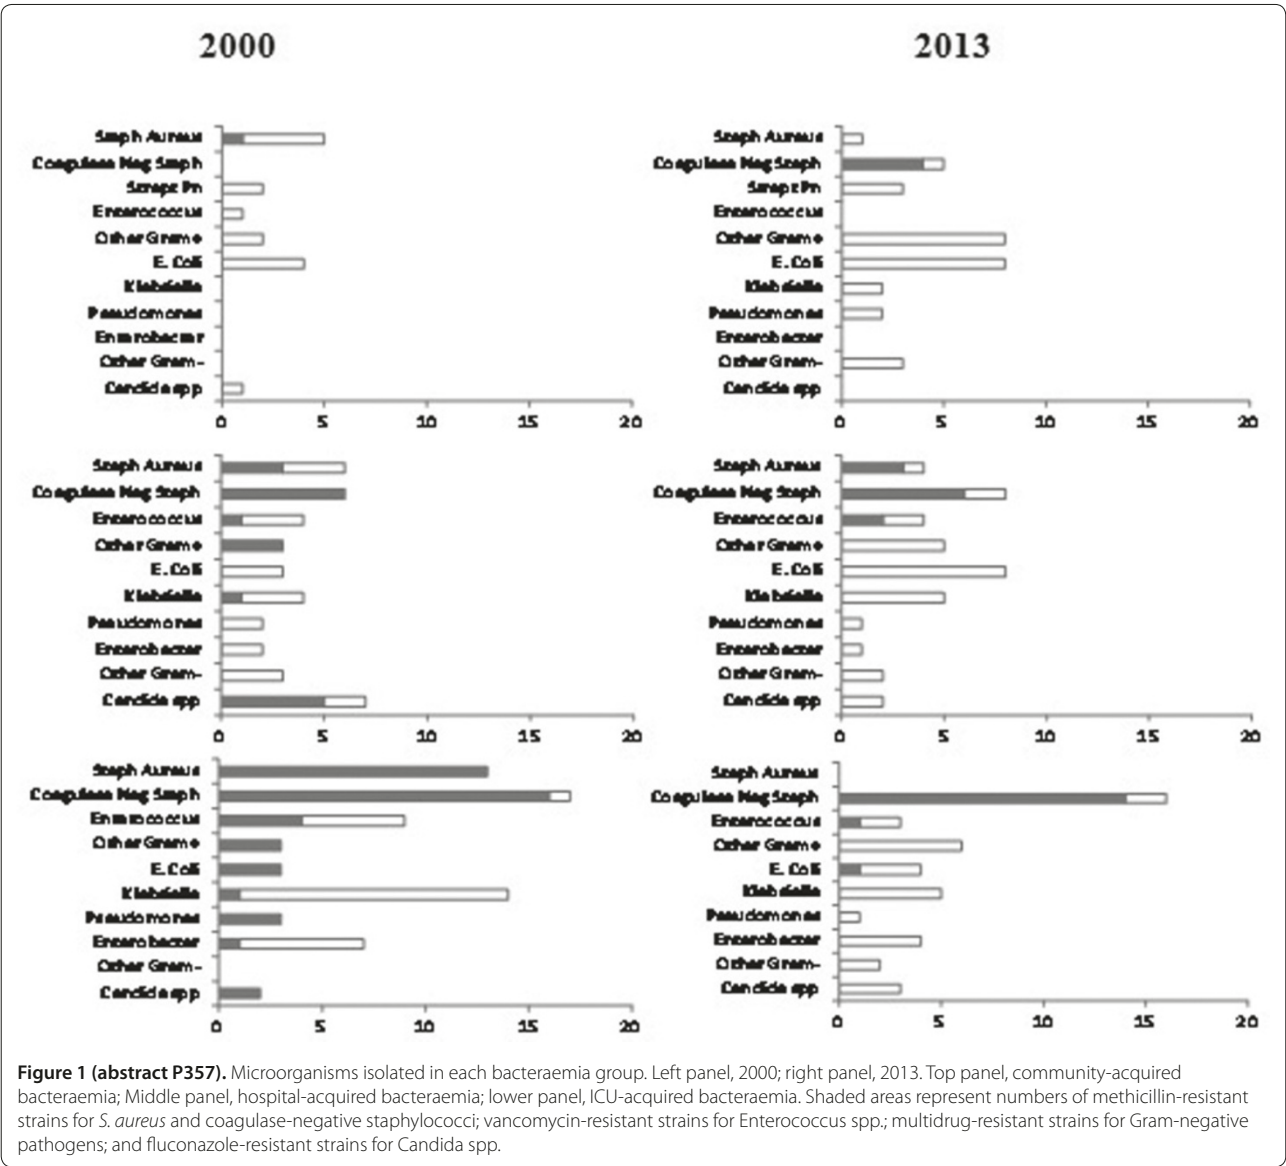 2000
2013
Staph Aureus
Coagulase Neg Staph
Strept Pn
Enterococcus
Other Gram+
E. Coli
Klebsiella
Pseudomonas
Enterobacter
Other Gram-
Candida spp
0 5 10 15 20
Staph Aureus
Coagulase Neg Staph
Strept Pn
Enterococcus
Other Gram+
E. Coli
Klebsiella
Pseudomonas
Enterobacter
Other Gram-
Candida spp
0 5 10 15 20
Staph Aureus
Coagulase Neg Staph
Enterococcus
Other Gram+
E. Coli
Klebsiella
Pseudomonas
Enterobacter
Other Gram-
Candida spp
0 5 10 15 20
Staph Aureus
Coagulase Neg Staph
Enterococcus
Other Gram+
E. Coli
Klebsiella
Pseudomonas
Enterobacter
Other Gram-
Candida spp
0 5 10 15 20
Staph Aureus
Coagulase Neg Staph
Enterococcus
Other Gram+
E. Coli
Klebsiella
Pseudomonas
Enterobacter
Other Gram-
Candida spp
0 5 10 15 20
Staph Aureus
Coagulase Neg Staph
Enterococcus
Other Gram+
E. Coli
Klebsiella
Pseudomonas
Enterobacter
Other Gram-
Candida spp
0 5 10 15 20
Figure 1 (abstract P357). Microorganisms isolated in each bacteraemia group. Left panel, 2000; right panel, 2013. Top panel, community-acquired
bacteraemia; Middle panel, hospital-acquired bacteraemia; lower panel, ICU-acquired bacteraemia. Shaded areas represent numbers of methicillin-resistant
strains for S. aureus and coagulase-negative staphylococci; vancomycin-resistant strains for Enterococcus spp.; multidrug-resistant strains for Gram-negative
pathogens; and fluconazole-resistant strains for Candida spp.